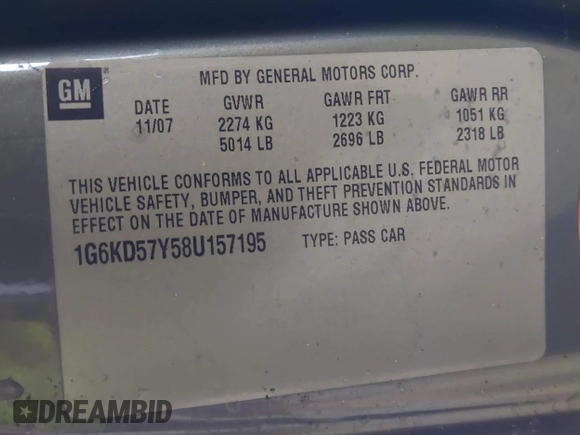 GM
MFD BY GENERAL MOTORS CORP.
DATE GVWR GAWR FRT GAWR RR
11/07 2274 KG 1223 KG 1051 KG
5014 LB 2696 LB 2318 LB
THIS VEHICLE CONFORMS TO ALL APPLICABLE U.S. FEDERAL MOTOR
VEHICLE SAFETY, BUMPER, AND THEFT PREVENTION STANDARDS IN
EFFECT ON THE DATE OF MANUFACTURE SHOWN ABOVE.
1G6KD57Y58U157195 TYPE: PASS CAR
DREAMBID